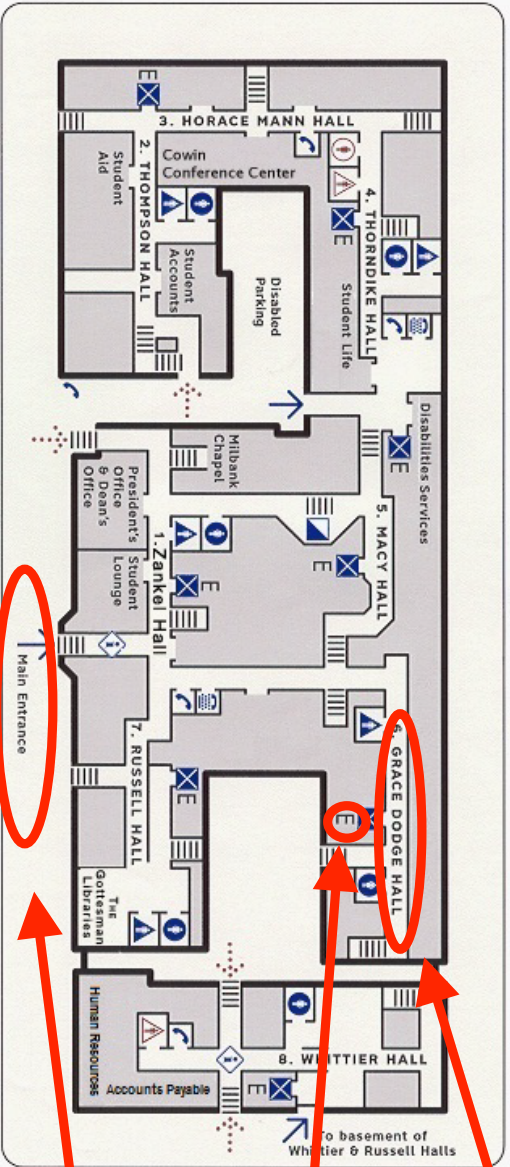 E
3. HORACE MANN HALL
2. THOMPSON HALL
Student
Aid
Cowin
Conference Center
4. THORNDIKE HALL
E
Student
Accounts
Disabled
Parking
Student Life
Disabilities Services
E
Milbank
Chapel
President's
Office
& Dean's
Office
1.Zankel Hall
Student
Lounge
E
E
5. MACY HALL
i
Main Entrance
7. RUSSELL HALL
E
6. GRACE DODGE HALL
E
THE
Gottesman
Libraries
Human Resources
Accounts Payable
i
8. WHITTIER HALL
E
To basement of
Whittier & Russell Halls